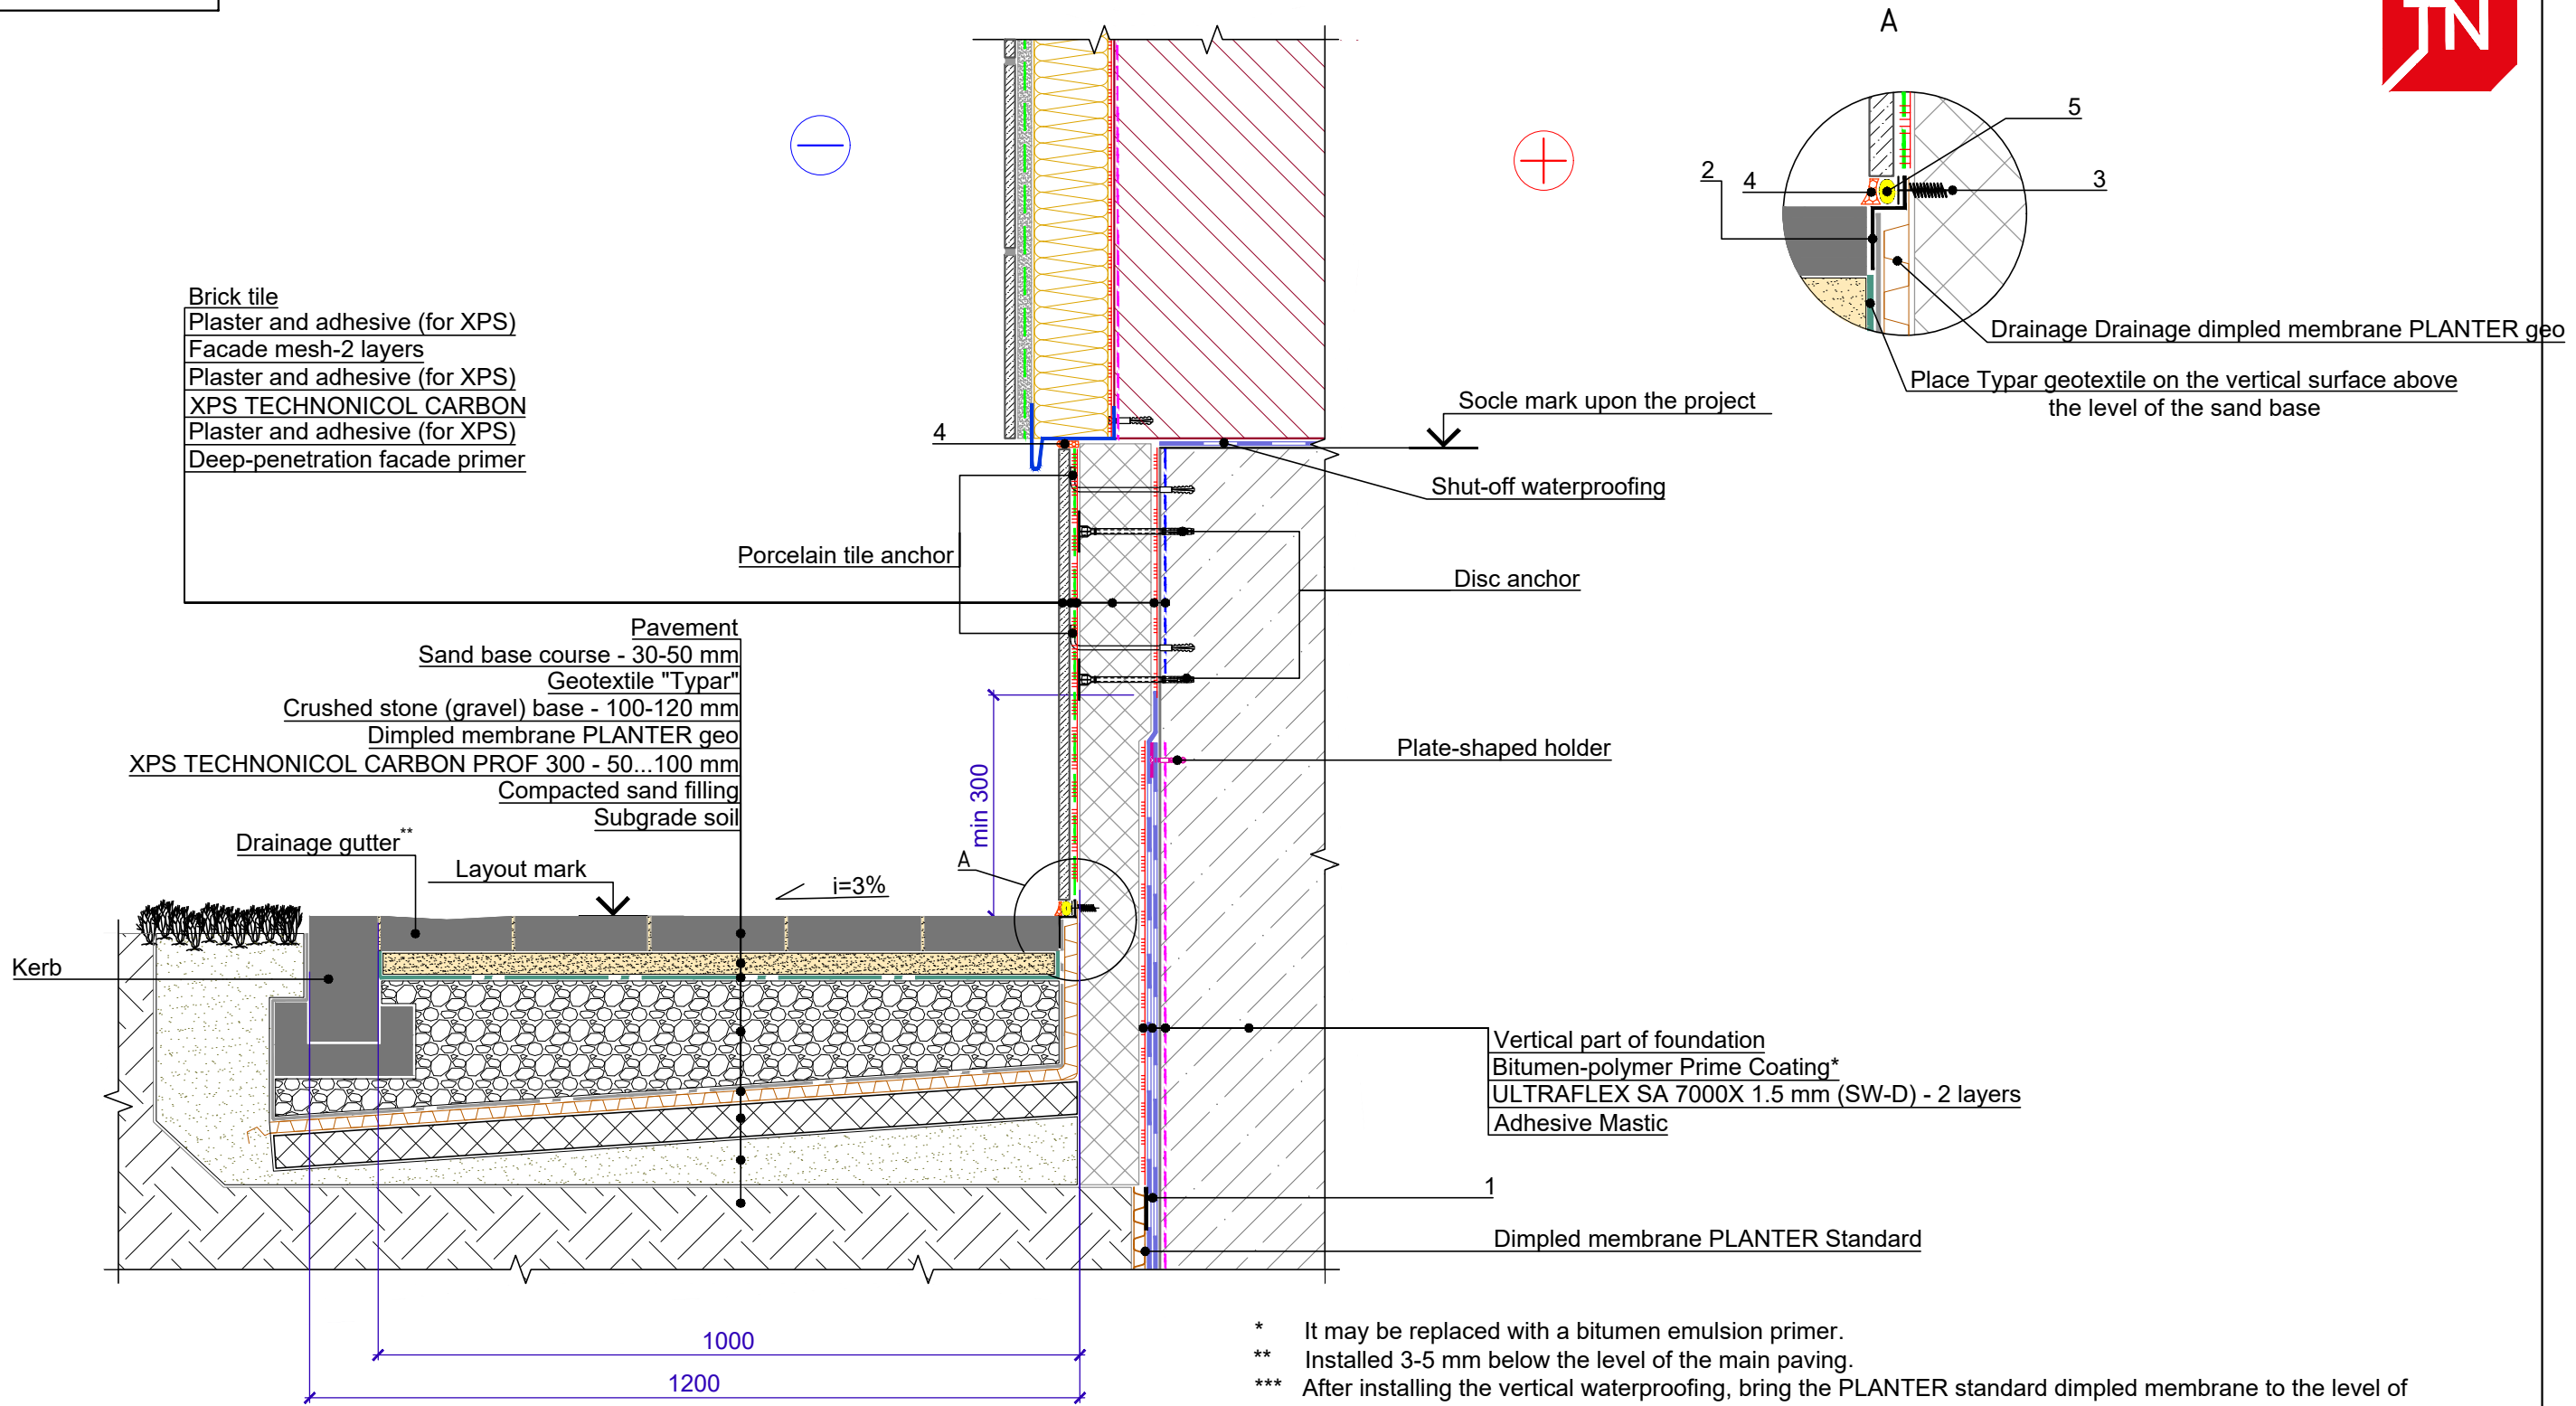 A
TN
5
2
4
3
Drainage Drainage dimpled membrane PLANTER geo
Place Typar geotextile on the vertical surface above
the level of the sand base
Brick tile
Plaster and adhesive (for XPS)
Facade mesh-2 layers
Plaster and adhesive (for XPS)
XPS TECHNONICOL CARBON
Plaster and adhesive (for XPS)
Deep-penetration facade primer
4
Socle mark upon the project
Shut-off waterproofing
Porcelain tile anchor
Disc anchor
Pavement
Sand base course - 30-50 mm
Geotextile "Typar"
Crushed stone (gravel) base - 100-120 mm
Dimpled membrane PLANTER geo
XPS TECHNONICOL CARBON PROF 300 - 50...100 mm
Compacted sand filling
Subgrade soil
Plate-shaped holder
min 300
Drainage gutter**
Layout mark
i=3%
A
Kerb
Vertical part of foundation
Bitumen-polymer Prime Coating*
ULTRAFLEX SA 7000X 1.5 mm (SW-D) - 2 layers
Adhesive Mastic
1
Dimpled membrane PLANTER Standard
1000
1200
* It may be replaced with a bitumen emulsion primer.
** Installed 3-5 mm below the level of the main paving.
*** After installing the vertical waterproofing, bring the PLANTER standard dimpled membrane to the level of